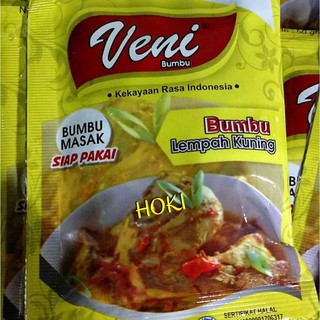 Veni
Bumbu
• Kekayaan Rasa Indonesia •
BUMBU
MASAK
SIAP PAKAI
Bumbu
Lempah Kuning
HOKI
SERTIFIKAT HALAL